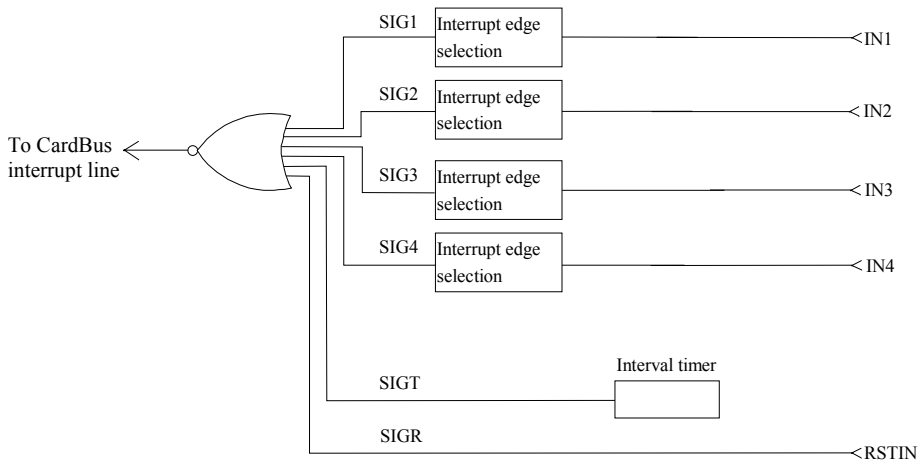 SIG1
Interrupt edge
selection
IN1
SIG2
Interrupt edge
selection
IN2
To CardBus
interrupt line
SIG3
Interrupt edge
selection
IN3
SIG4
Interrupt edge
selection
IN4
Interval timer
SIGT
SIGR
RSTIN